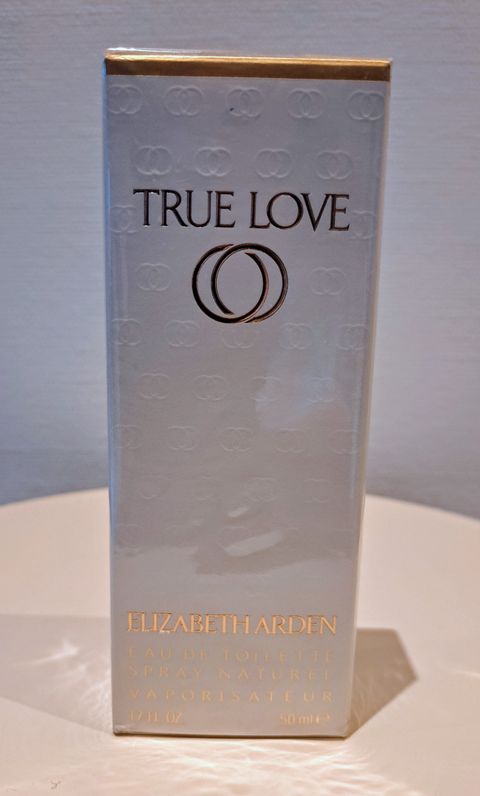 TRUE LOVE
ELIZABETH ARDEN
EAU DE TOILETTE
SPRAY NATUREL
VAPORISATEUR
1.7 FL. OZ. 50 ml ℮